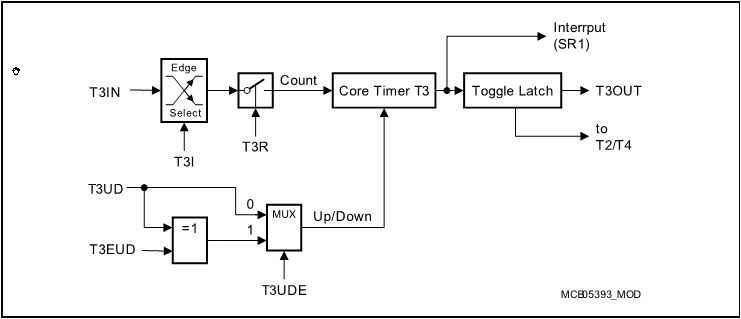 Interrput
(SR1)
Edge
Select
T3IN
T3I
T3R
Count
Core Timer T3
Toggle Latch
T3OUT
to
T2/T4
T3UD
T3EUD
=1
0
1
MUX
Up/Down
T3UDE
MCB05393_MOD